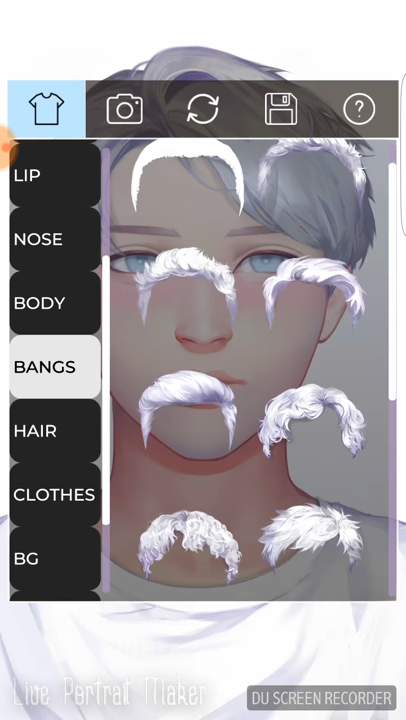 LIP
NOSE
BODY
BANGS
HAIR
CLOTHES
BG
Live Portrait Maker
DU SCREEN RECORDER